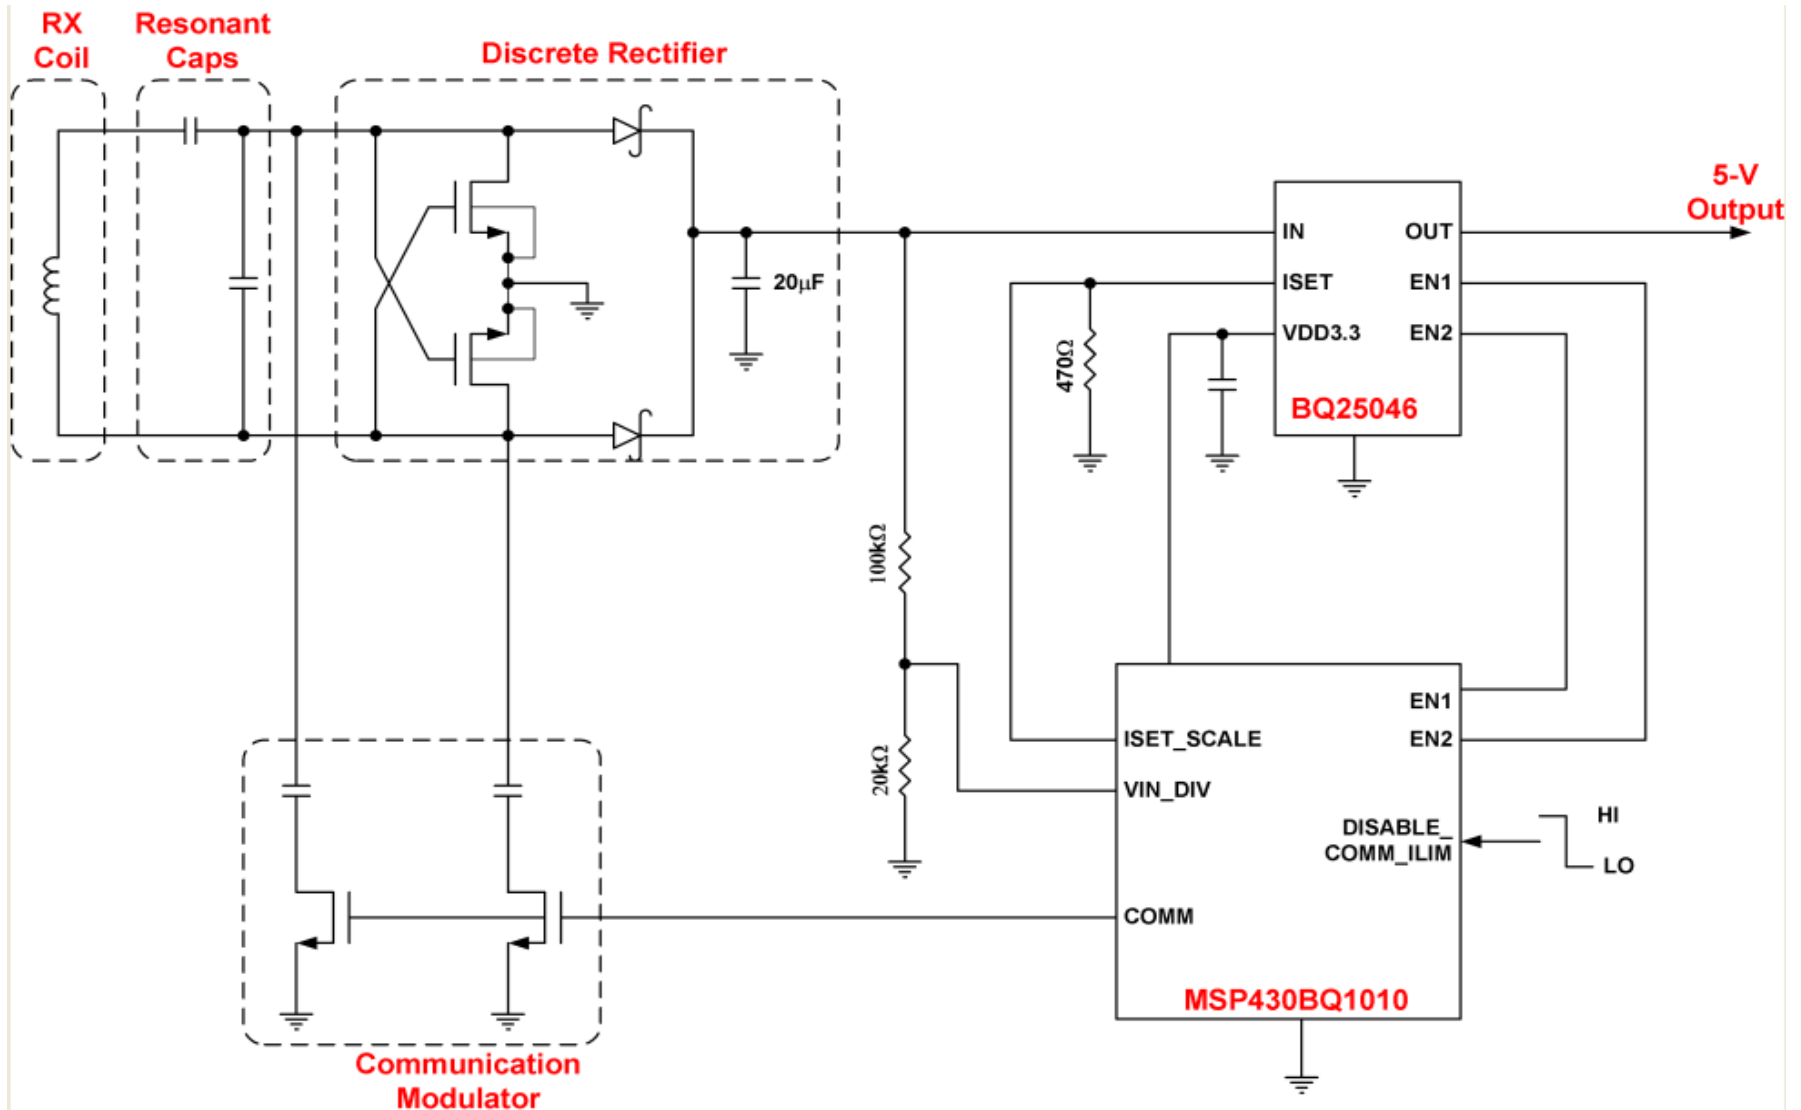 RX
Coil
Resonant
Caps
Discrete Rectifier
20μF
5-V
Output
IN
OUT
ISET
EN1
VDD3.3
EN2
BQ25046
470Ω
100kΩ
20kΩ
ISET_SCALE
VIN_DIV
COMM
EN1
EN2
DISABLE_
COMM_ILIM
HI
LO
MSP430BQ1010
Communication
Modulator